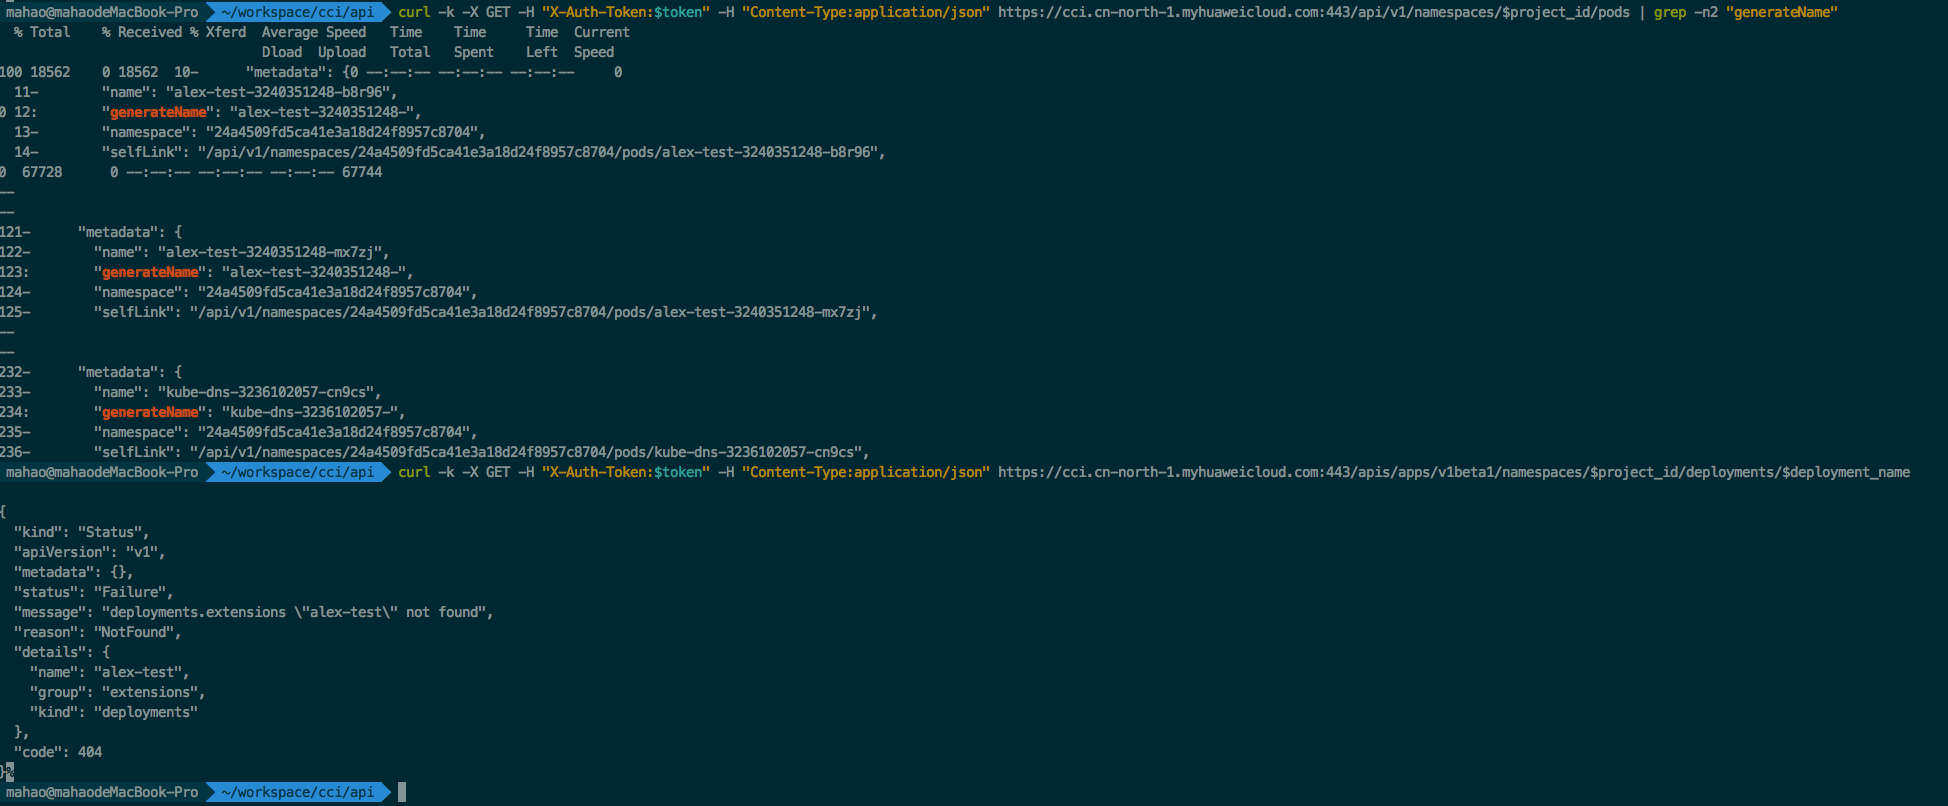 mahao@mahaodeMacBook-Pro ~/workspace/cci/api curl -k -X GET -H "X-Auth-Token:$token" -H "Content-Type:application/json" https://cci.cn-north-1.myhuaweicloud.com:443/api/v1/namespaces/$project_id/pods | grep -n2 "generateName"
% Total % Received % Xferd Average Speed Time Time Time Current
Dload Upload Total Spent Left Speed
100 18562 0 18562 10- "metadata": {0 --:--:-- --:--:-- --:--:-- 0
11- "name": "alex-test-3240351248-b8r96",
0 12: "generateName": "alex-test-3240351248-",
13- "namespace": "24a4509fd5ca41e3a18d24f8957c8704",
14- "selfLink": "/api/v1/namespaces/24a4509fd5ca41e3a18d24f8957c8704/pods/alex-test-3240351248-b8r96",
0 67728 0 --:--:-- --:--:-- --:--:-- 67744
--
--
121- "metadata": {
122- "name": "alex-test-3240351248-mx7zj",
123: "generateName": "alex-test-3240351248-",
124- "namespace": "24a4509fd5ca41e3a18d24f8957c8704",
125- "selfLink": "/api/v1/namespaces/24a4509fd5ca41e3a18d24f8957c8704/pods/alex-test-3240351248-mx7zj",
--
--
232- "metadata": {
233- "name": "kube-dns-3236102057-cn9cs",
234: "generateName": "kube-dns-3236102057-",
235- "namespace": "24a4509fd5ca41e3a18d24f8957c8704",
236- "selfLink": "/api/v1/namespaces/24a4509fd5ca41e3a18d24f8957c8704/pods/kube-dns-3236102057-cn9cs",
mahao@mahaodeMacBook-Pro ~/workspace/cci/api curl -k -X GET -H "X-Auth-Token:$token" -H "Content-Type:application/json" https://cci.cn-north-1.myhuaweicloud.com:443/apis/apps/v1beta1/namespaces/$project_id/deployments/$deployment_name
{
"kind": "Status",
"apiVersion": "v1",
"metadata": {},
"status": "Failure",
"message": "deployments.extensions \"alex-test\" not found",
"reason": "NotFound",
"details": {
"name": "alex-test",
"group": "extensions",
"kind": "deployments"
},
"code": 404
}%
mahao@mahaodeMacBook-Pro ~/workspace/cci/api